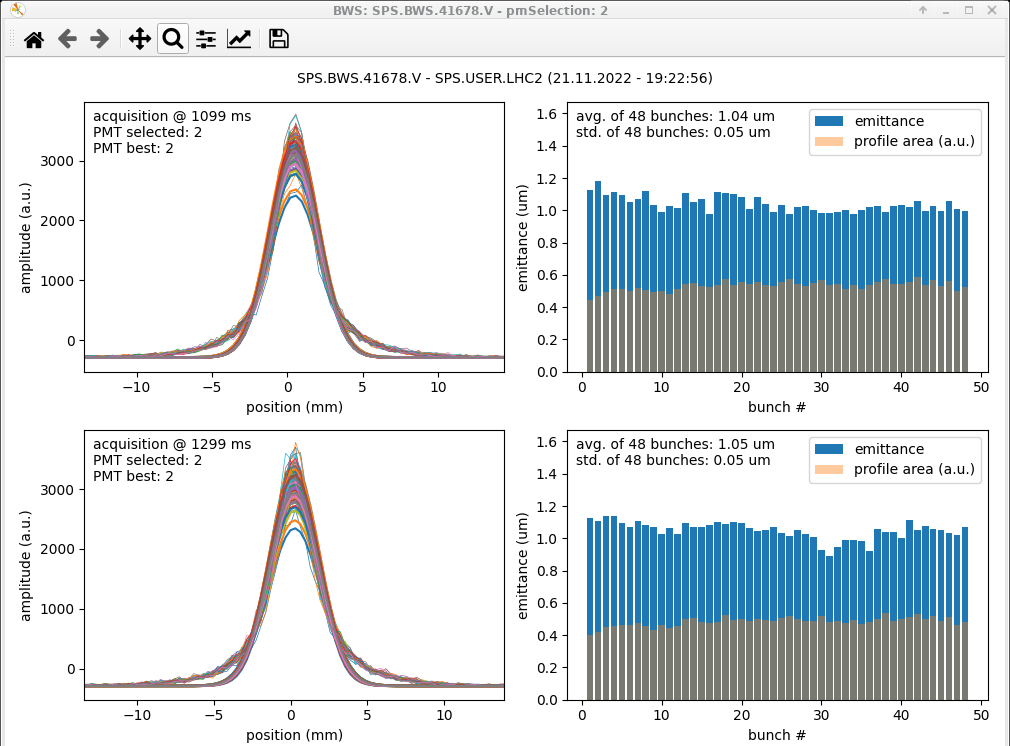 BWS: SPS.BWS.41678.V - pmSelection: 2
SPS.BWS.41678.V - SPS.USER.LHC2 (21.11.2022 - 19:22:56)
acquisition @ 1099 ms
PMT selected: 2
PMT best: 2
amplitude (a.u.)
3000
2000
1000
0
−10 −5 0 5 10
position (mm)
avg. of 48 bunches: 1.04 um
std. of 48 bunches: 0.05 um
emittance
profile area (a.u.)
emittance (um)
1.6
1.4
1.2
1.0
0.8
0.6
0.4
0.2
0.0
0 10 20 30 40 50
bunch #
acquisition @ 1299 ms
PMT selected: 2
PMT best: 2
amplitude (a.u.)
3000
2000
1000
0
−10 −5 0 5 10
position (mm)
avg. of 48 bunches: 1.05 um
std. of 48 bunches: 0.05 um
emittance
profile area (a.u.)
emittance (um)
1.6
1.4
1.2
1.0
0.8
0.6
0.4
0.2
0.0
0 10 20 30 40 50
bunch #